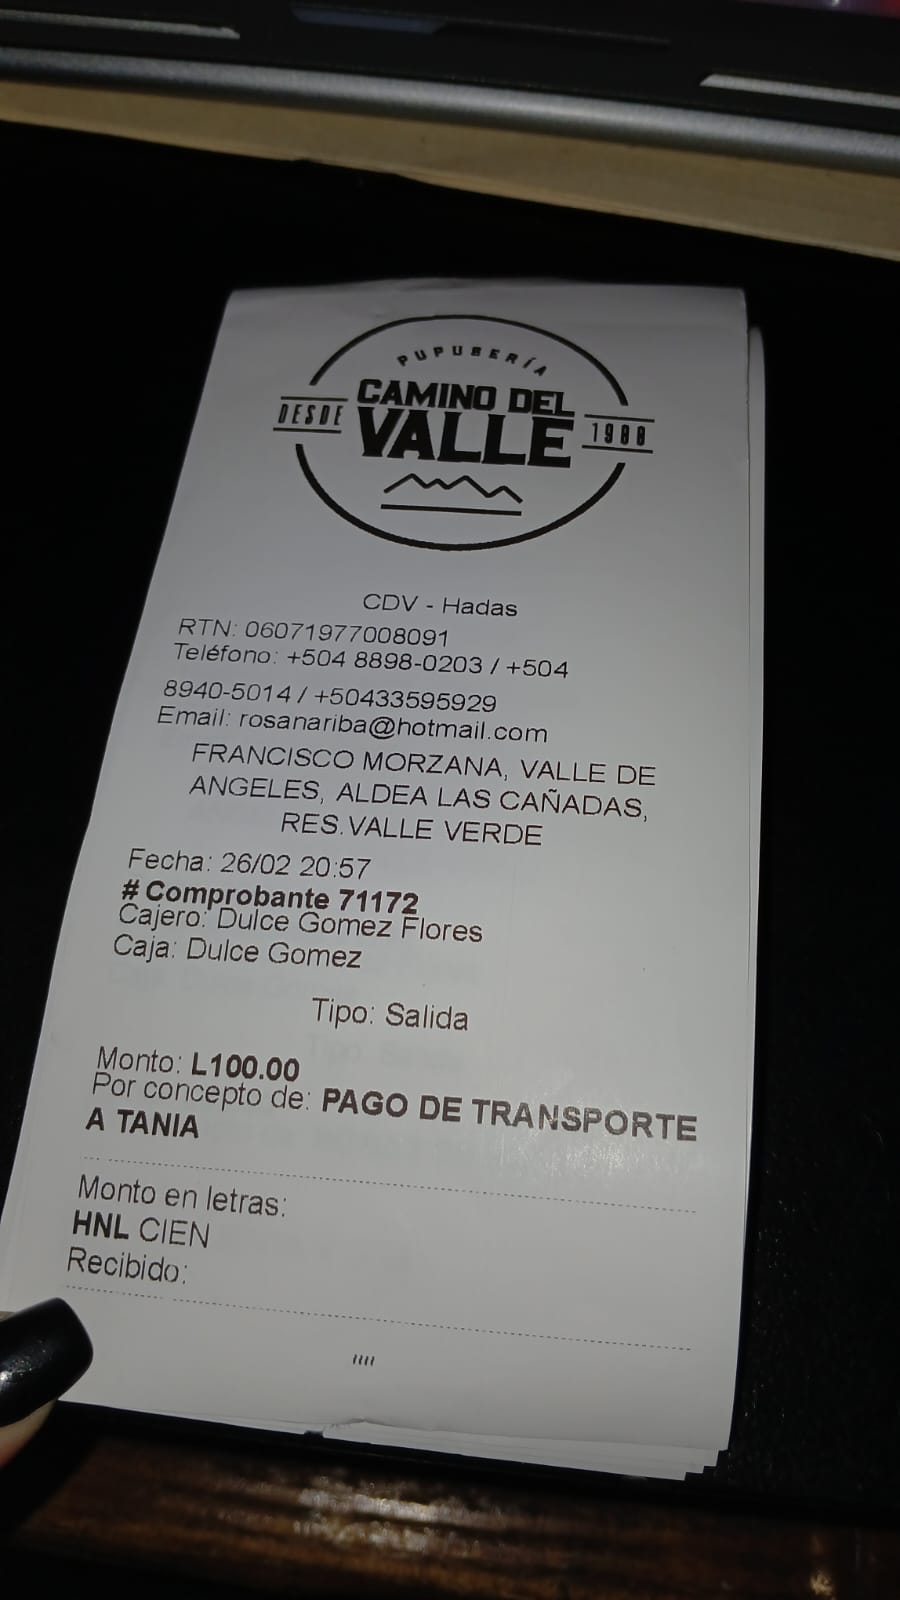 PUPUSERÍA
DESDE CAMINO DEL VALLE 1980
CDV - Hadas
RTN: 06071977008091
Teléfono: +504 8898-0203 / +504
8940-5014 / +50433595929
Email: rosanariba@hotmail.com
FRANCISCO MORZANA, VALLE DE
ANGELES, ALDEA LAS CAÑADAS,
RES.VALLE VERDE
Fecha: 26/02 20:57
# Comprobante 71172
Cajero: Dulce Gomez Flores
Caja: Dulce Gomez
Tipo: Salida
Monto: L100.00
Por concepto de: PAGO DE TRANSPORTE
A TANIA
Monto en letras:
HNL CIEN
Recibido:
////